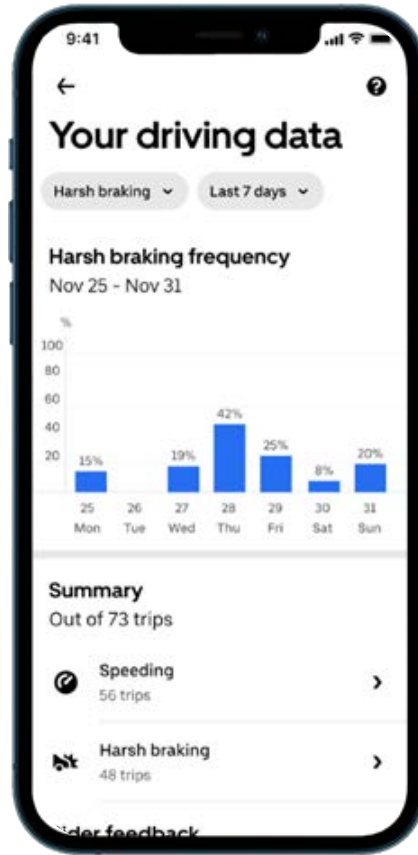 9:41
Your driving data
Harsh braking Last 7 days
Harsh braking frequency
Nov 25 - Nov 31
%
100
80
60
40
20
15% 19% 42% 25% 8% 20%
25 26 27 28 29 30 31
Mon Tue Wed Thu Fri Sat Sun
Summary
Out of 73 trips
Speeding
56 trips
Harsh braking
48 trips
feedback